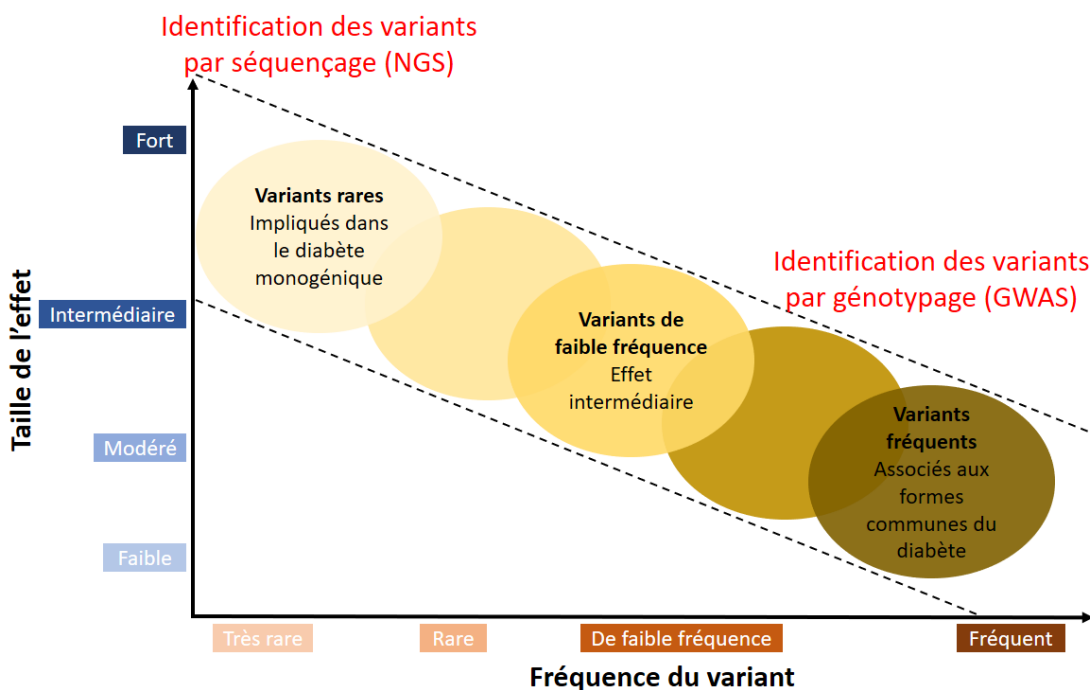 Identification des variants
par séquençage (NGS)
Fort
Variants rares
Impliqués dans
le diabète
monogénique
Identification des variants
par génotypage (GWAS)
Taille de l'effet
Intermédiaire
Variants de
faible fréquence
Effet
intermédiaire
Modéré
Variants
fréquents
Associés aux
formes
communes du
diabète
Faible
Très rare
Rare
De faible fréquence
Fréquent
Fréquence du variant